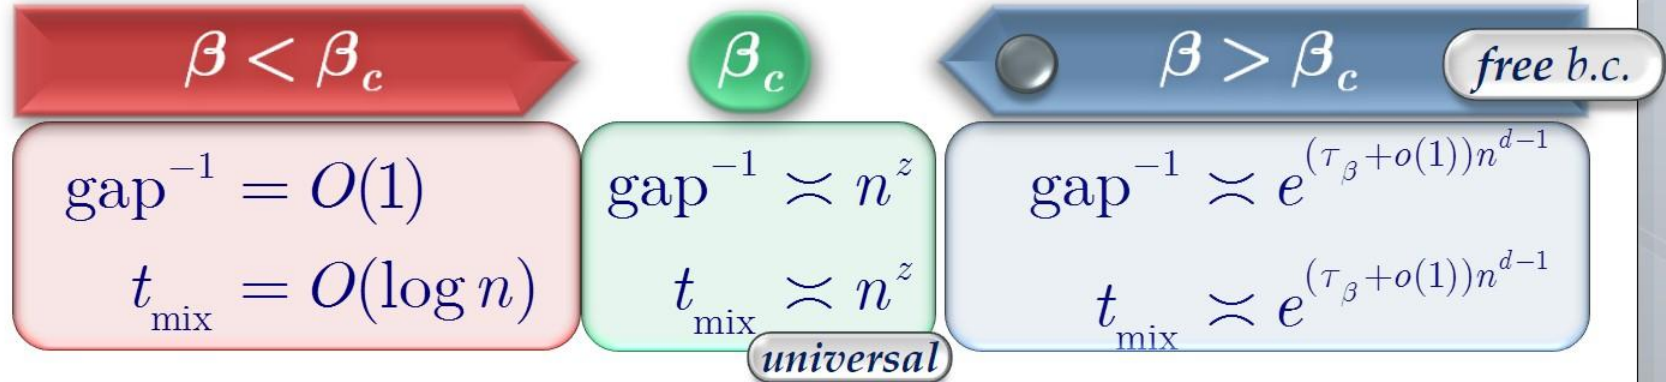 β < β_c
β_c
β > β_c
free b.c.
gap⁻¹ = O(1)
t_mix = O(log n)
gap⁻¹ ≍ n^z
t_mix ≍ n^z
universal
gap⁻¹ ≍ e^{(τ_β+o(1))n^{d−1}}
t_mix ≍ e^{(τ_β+o(1))n^{d−1}}